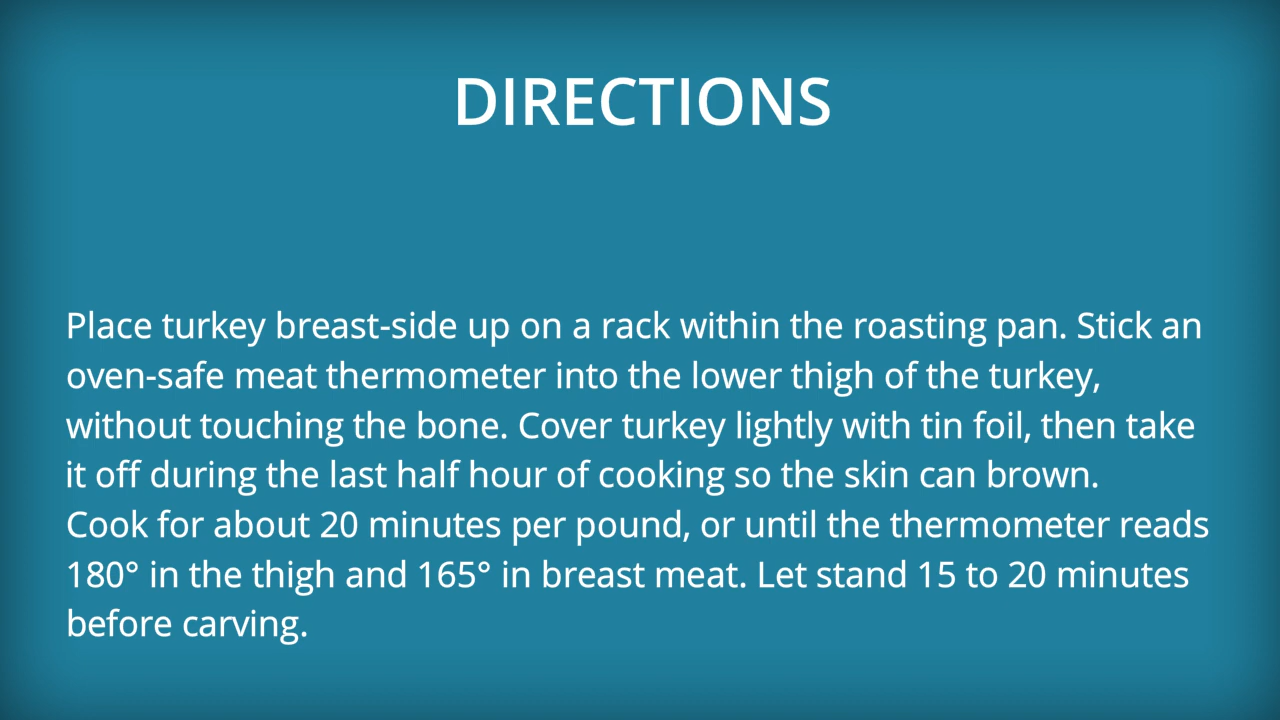 DIRECTIONS
Place turkey breast-side up on a rack within the roasting pan. Stick an
oven-safe meat thermometer into the lower thigh of the turkey,
without touching the bone. Cover turkey lightly with tin foil, then take
it off during the last half hour of cooking so the skin can brown.
Cook for about 20 minutes per pound, or until the thermometer reads
180° in the thigh and 165° in breast meat. Let stand 15 to 20 minutes
before carving.